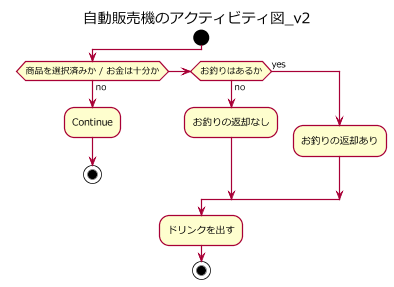 自動販売機のアクティビティ図_v2
商品を選択済みか / お金は十分か
お釣りはあるか
yes
no
no
Continue
お釣りの返却なし
お釣りの返却あり
ドリンクを出す